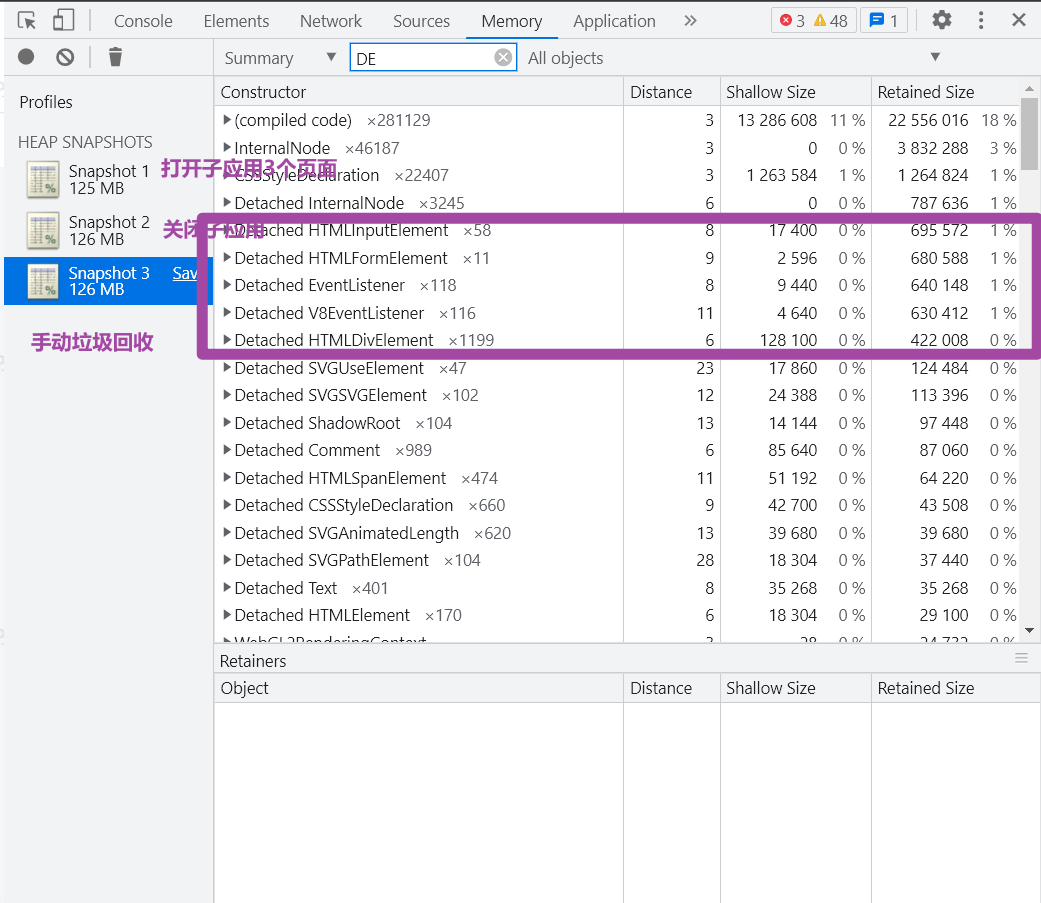 Console Elements Network Sources Memory Application » 3 48 1
Summary ▼ DE All objects ▼
Profiles
HEAP SNAPSHOTS
Snapshot 1
125 MB
打开子应用3个页面
Snapshot 2
126 MB
关闭子应用
Snapshot 3 Sav
126 MB
手动垃圾回收
Constructor Distance Shallow Size Retained Size
(compiled code) ×281129 3 13 286 608 11 % 22 556 016 18 %
InternalNode ×46187 3 0 0 % 3 832 288 3 %
CSSStyleDeclaration ×22407 3 1 263 584 1 % 1 264 824 1 %
Detached InternalNode ×3245 6 0 0 % 787 636 1 %
Detached HTMLInputElement ×58 8 17 400 0 % 695 572 1 %
Detached HTMLFormElement ×11 9 2 596 0 % 680 588 1 %
Detached EventListener ×118 8 9 440 0 % 640 148 1 %
Detached V8EventListener ×116 11 4 640 0 % 630 412 1 %
Detached HTMLDivElement ×1199 6 128 100 0 % 422 008 0 %
Detached SVGUseElement ×47 23 17 860 0 % 124 484 0 %
Detached SVGSVGElement ×102 12 24 388 0 % 113 396 0 %
Detached ShadowRoot ×104 13 14 144 0 % 97 448 0 %
Detached Comment ×989 6 85 640 0 % 87 060 0 %
Detached HTMLSpanElement ×474 11 51 192 0 % 64 220 0 %
Detached CSSStyleDeclaration ×660 9 42 700 0 % 43 508 0 %
Detached SVGAnimatedLength ×620 13 39 680 0 % 39 680 0 %
Detached SVGPathElement ×104 28 18 304 0 % 37 440 0 %
Detached Text ×401 8 35 268 0 % 35 268 0 %
Detached HTMLElement ×170 6 18 304 0 % 29 100 0 %
WebGL2RenderingContext 3 28 0 % 24 732 0 %
Retainers
Object Distance Shallow Size Retained Size